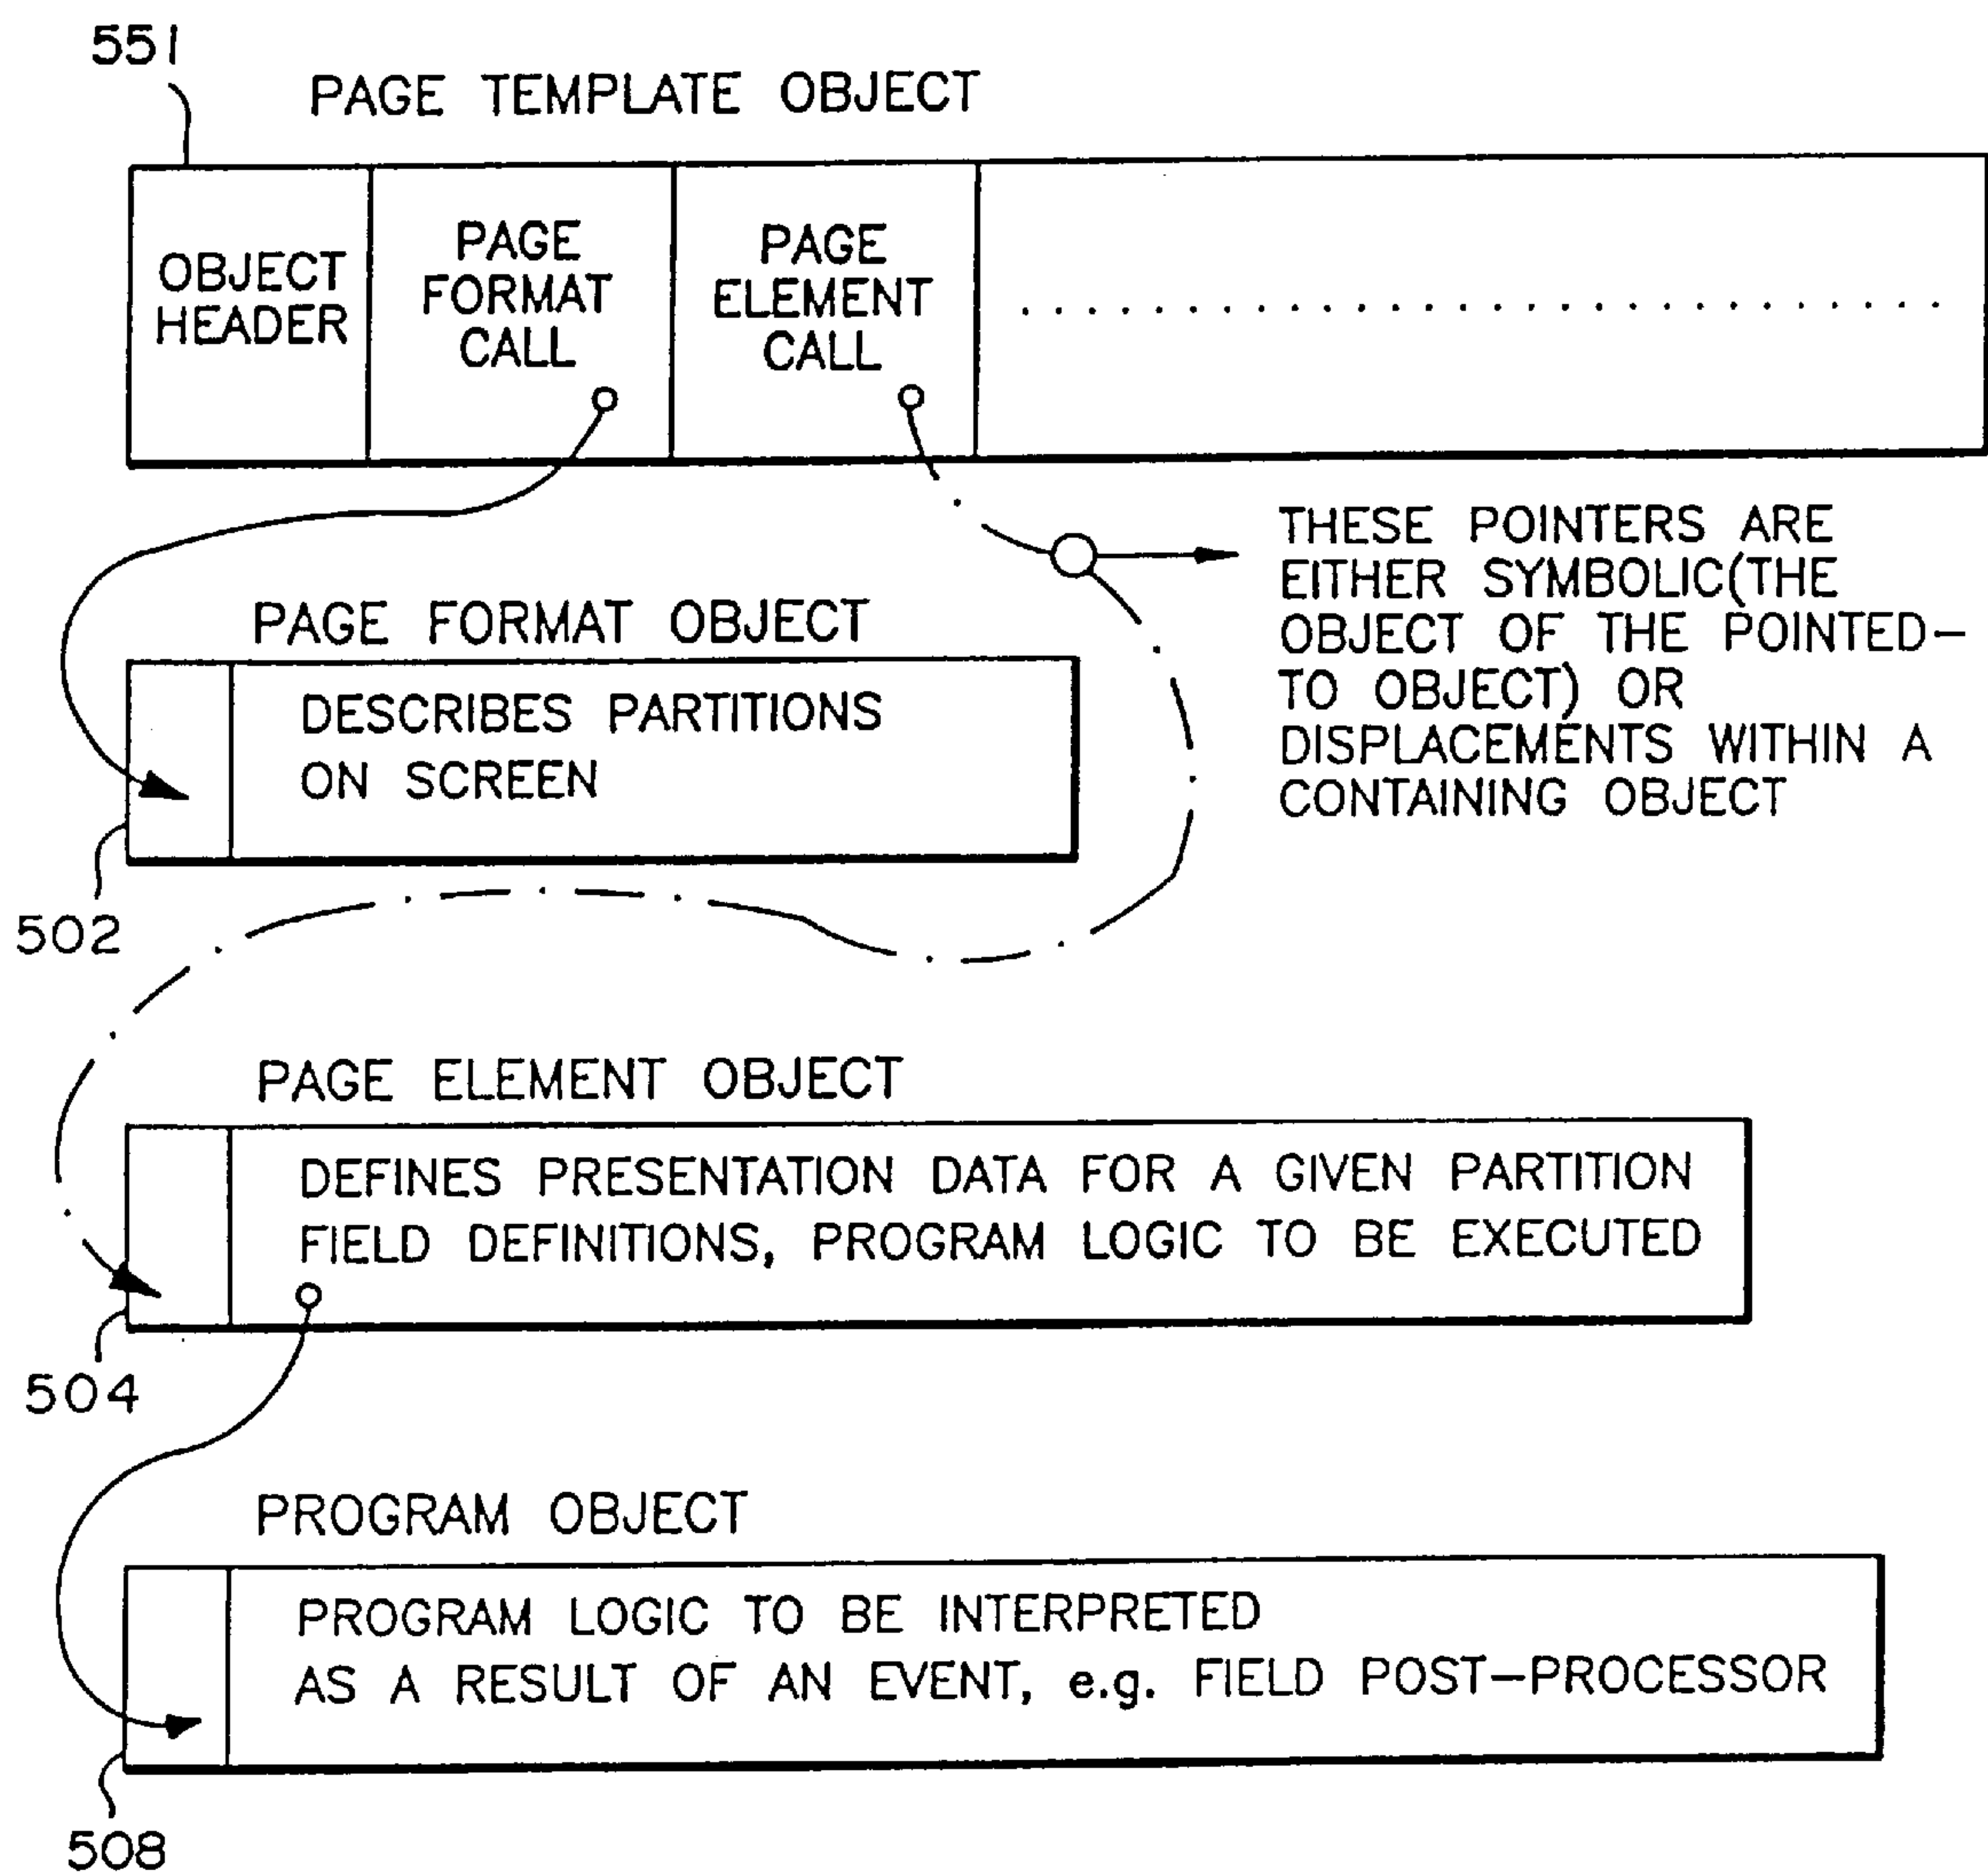 551
PAGE TEMPLATE OBJECT
OBJECT
HEADER
PAGE
FORMAT
CALL
PAGE
ELEMENT
CALL
............................
THESE POINTERS ARE
EITHER SYMBOLIC(THE
OBJECT OF THE POINTED-
TO OBJECT) OR
DISPLACEMENTS WITHIN A
CONTAINING OBJECT
PAGE FORMAT OBJECT
DESCRIBES PARTITIONS
ON SCREEN
502
PAGE ELEMENT OBJECT
DEFINES PRESENTATION DATA FOR A GIVEN PARTITION
FIELD DEFINITIONS, PROGRAM LOGIC TO BE EXECUTED
504
PROGRAM OBJECT
PROGRAM LOGIC TO BE INTERPRETED
AS A RESULT OF AN EVENT, e.g. FIELD POST-PROCESSOR
508